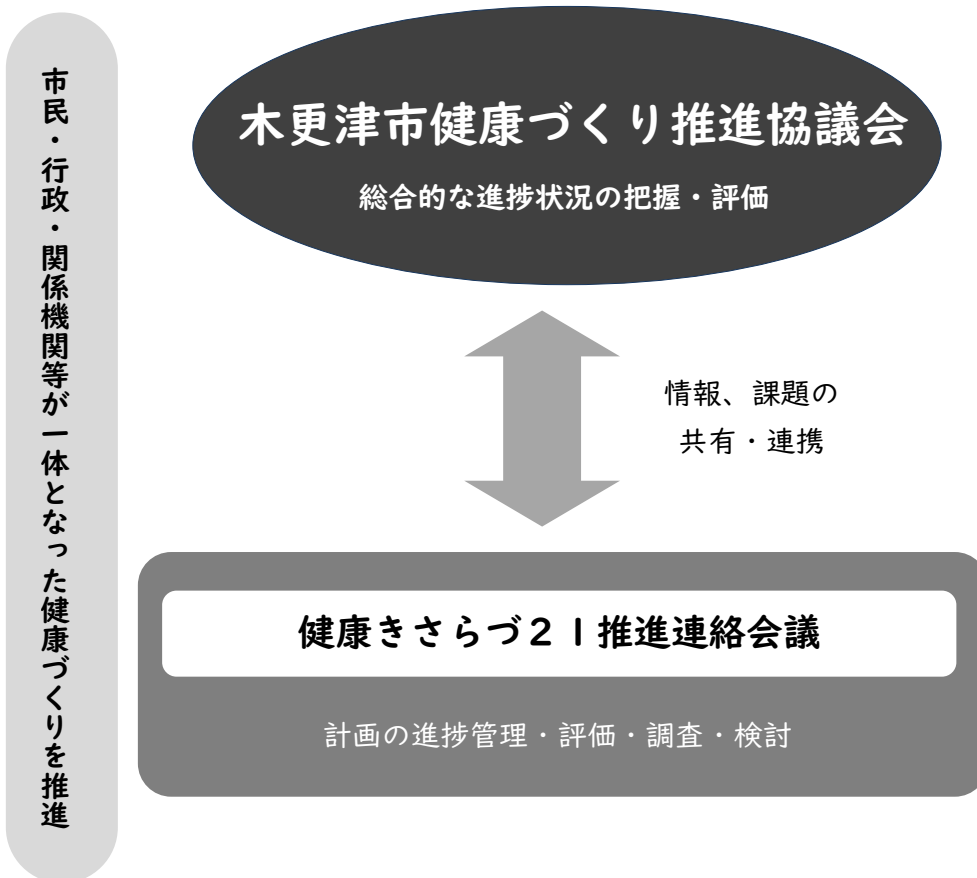 市民・行政・関係機関等が一体となった健康づくりを推進
木更津市健康づくり推進協議会
総合的な進捗状況の把握・評価
情報、課題の
共有・連携
健康きさらづ２１推進連絡会議
計画の進捗管理・評価・調査・検討